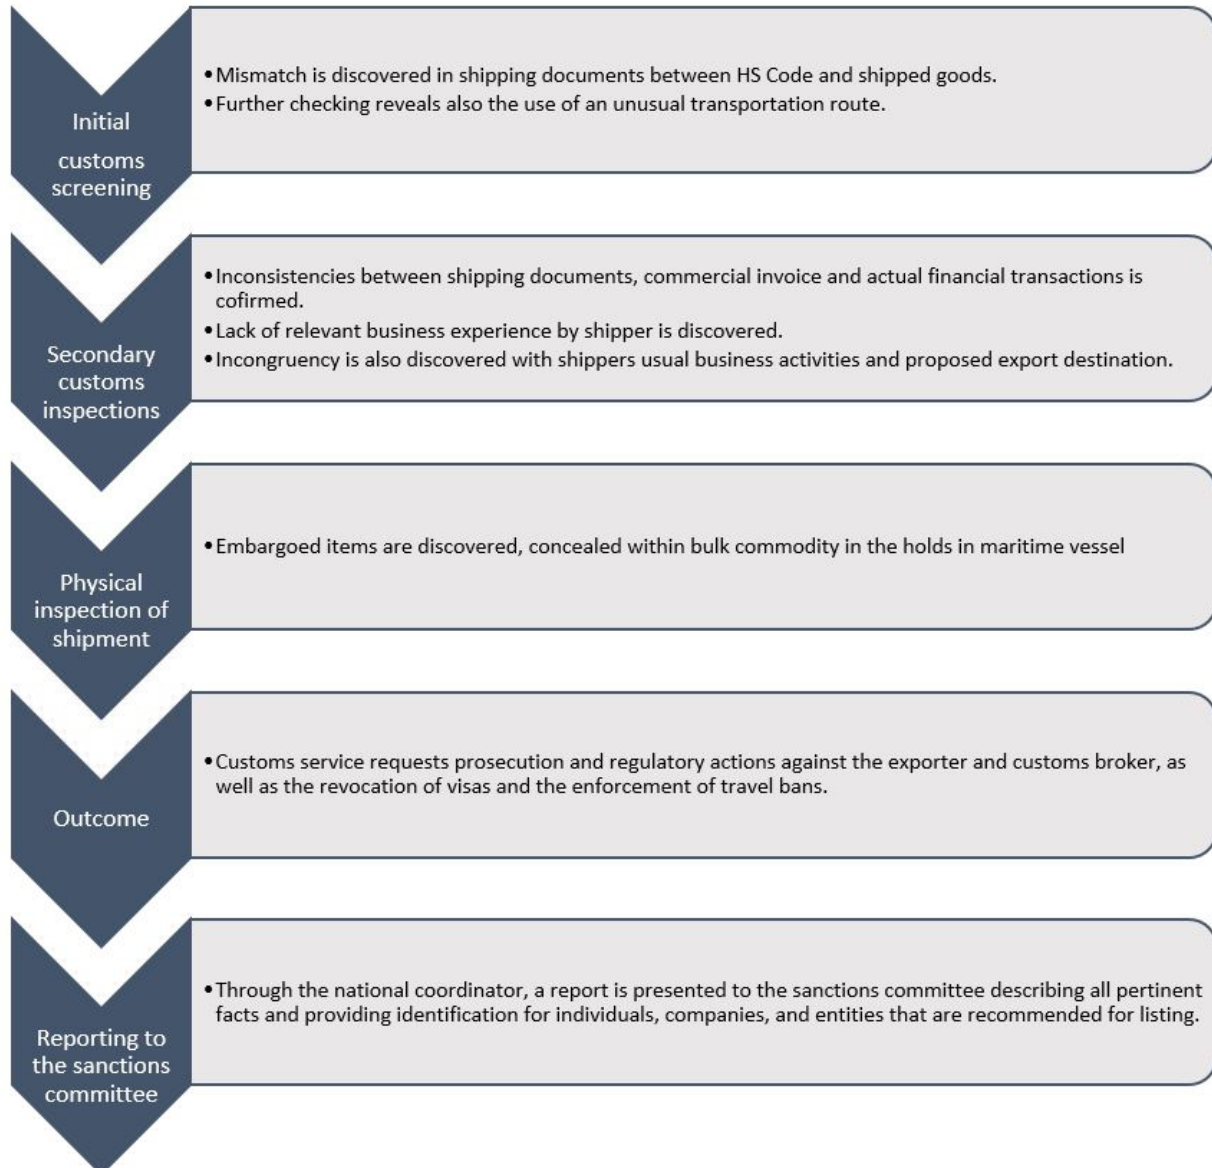 Initial
customs
screening
•Mismatch is discovered in shipping documents between HS Code and shipped goods.
•Further checking reveals also the use of an unusual transportation route.
Secondary
customs
inspections
•Inconsistencies between shipping documents, commercial invoice and actual financial transactions is
cofirmed.
•Lack of relevant business experience by shipper is discovered.
•Incongruency is also discovered with shippers usual business activities and proposed export destination.
Physical
inspection of
shipment
•Embargoed items are discovered, concealed within bulk commodity in the holds in maritime vessel
Outcome
•Customs service requests prosecution and regulatory actions against the exporter and customs broker, as
well as the revocation of visas and the enforcement of travel bans.
Reporting to
the sanctions
committee
•Through the national coordinator, a report is presented to the sanctions committee describing all pertinent
facts and providing identification for individuals, companies, and entities that are recommended for listing.